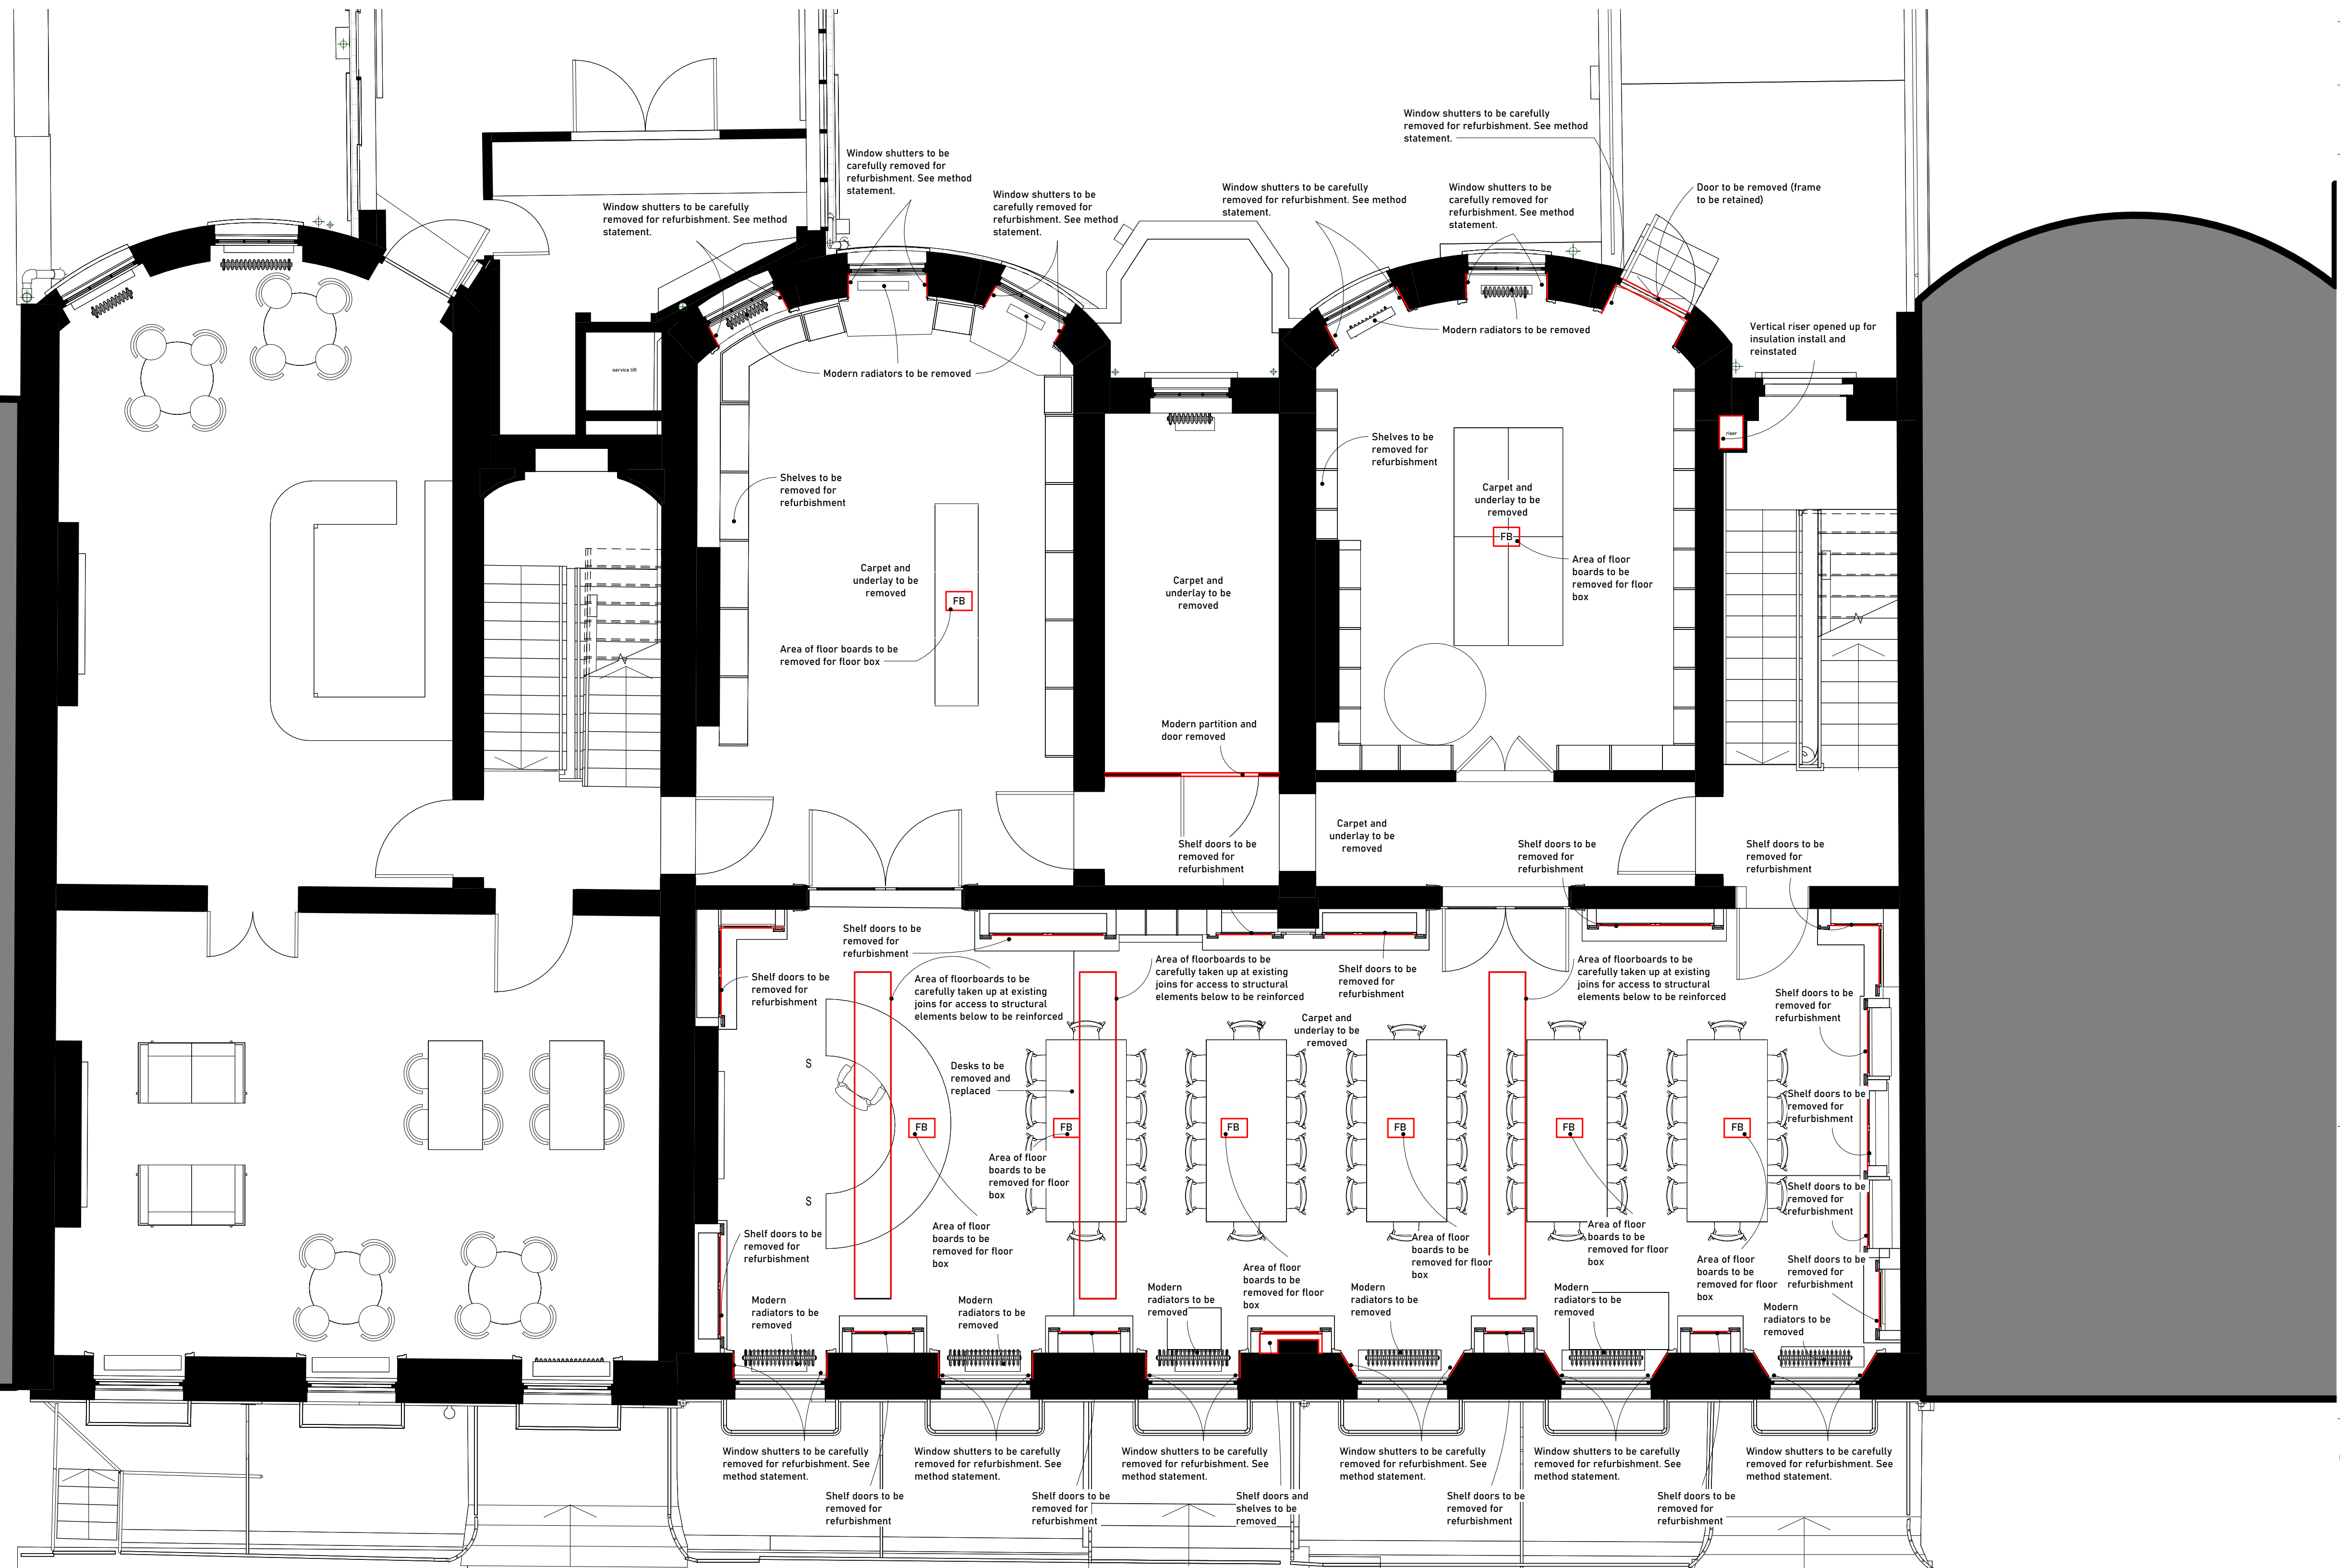 Window shutters to be carefully
removed for refurbishment. See method
statement.
Window shutters to be
carefully removed for
refurbishment. See method
statement.
Window shutters to be carefully
removed for refurbishment. See method
statement.
Window shutters to be
carefully removed for
refurbishment. See method
statement.
Window shutters to be carefully
removed for refurbishment. See method
statement.
Window shutters to be
carefully removed for
refurbishment. See method
statement.
Door to be removed (frame
to be retained)
Modern radiators to be removed
Vertical riser opened up for
insulation install and
reinstated
service lift
Modern radiators to be removed
riser
Shelves to be
removed for
refurbishment
Shelves to be
removed for
refurbishment
Carpet and
underlay to be
removed
FB
Area of floor
boards to be
removed for floor
box
Carpet and
underlay to be
removed
FB
Carpet and
underlay to be
removed
Area of floor boards to be
removed for floor box
Modern partition and
door removed
Carpet and
underlay to be
removed
Shelf doors to be
removed for
refurbishment
Shelf doors to be
removed for
refurbishment
Shelf doors to be
removed for
refurbishment
Shelf doors to be
removed for
refurbishment
Shelf doors to be
removed for
refurbishment
Area of floorboards to be
carefully taken up at existing
joins for access to structural
elements below to be reinforced
Area of floorboards to be
carefully taken up at existing
joins for access to structural
elements below to be reinforced
Shelf doors to be
removed for
refurbishment
Area of floorboards to be
carefully taken up at existing
joins for access to structural
elements below to be reinforced
Shelf doors to be
removed for
refurbishment
Carpet and
underlay to be
removed
S
Desks to be
removed and
replaced
Shelf doors to be
removed for
refurbishment
FB
FB
FB
FB
FB
FB
Area of floor
boards to be
removed for floor
box
S
Shelf doors to be
removed for
refurbishment
Shelf doors to be
removed for
refurbishment
Area of floor
boards to be
removed for floor
box
Area of floor
boards to be
removed for floor
box
Area of floor
boards to be
removed for floor
box
Area of floor
boards to be
removed for floor
box
Area of floor
boards to be
removed for floor
box
Shelf doors to be
removed for
refurbishment
Modern
radiators to be
removed
Modern
radiators to be
removed
Modern
radiators to be
removed
Modern
radiators to be
removed
Modern
radiators to be
removed
Modern
radiators to be
removed
Window shutters to be carefully
removed for refurbishment. See
method statement.
Window shutters to be carefully
removed for refurbishment. See
method statement.
Window shutters to be carefully
removed for refurbishment. See
method statement.
Window shutters to be carefully
removed for refurbishment. See
method statement.
Window shutters to be carefully
removed for refurbishment. See
method statement.
Window shutters to be carefully
removed for refurbishment. See
method statement.
Shelf doors to be
removed for
refurbishment
Shelf doors to be
removed for
refurbishment
Shelf doors and
shelves to be
removed
Shelf doors to be
removed for
refurbishment
Shelf doors to be
removed for
refurbishment